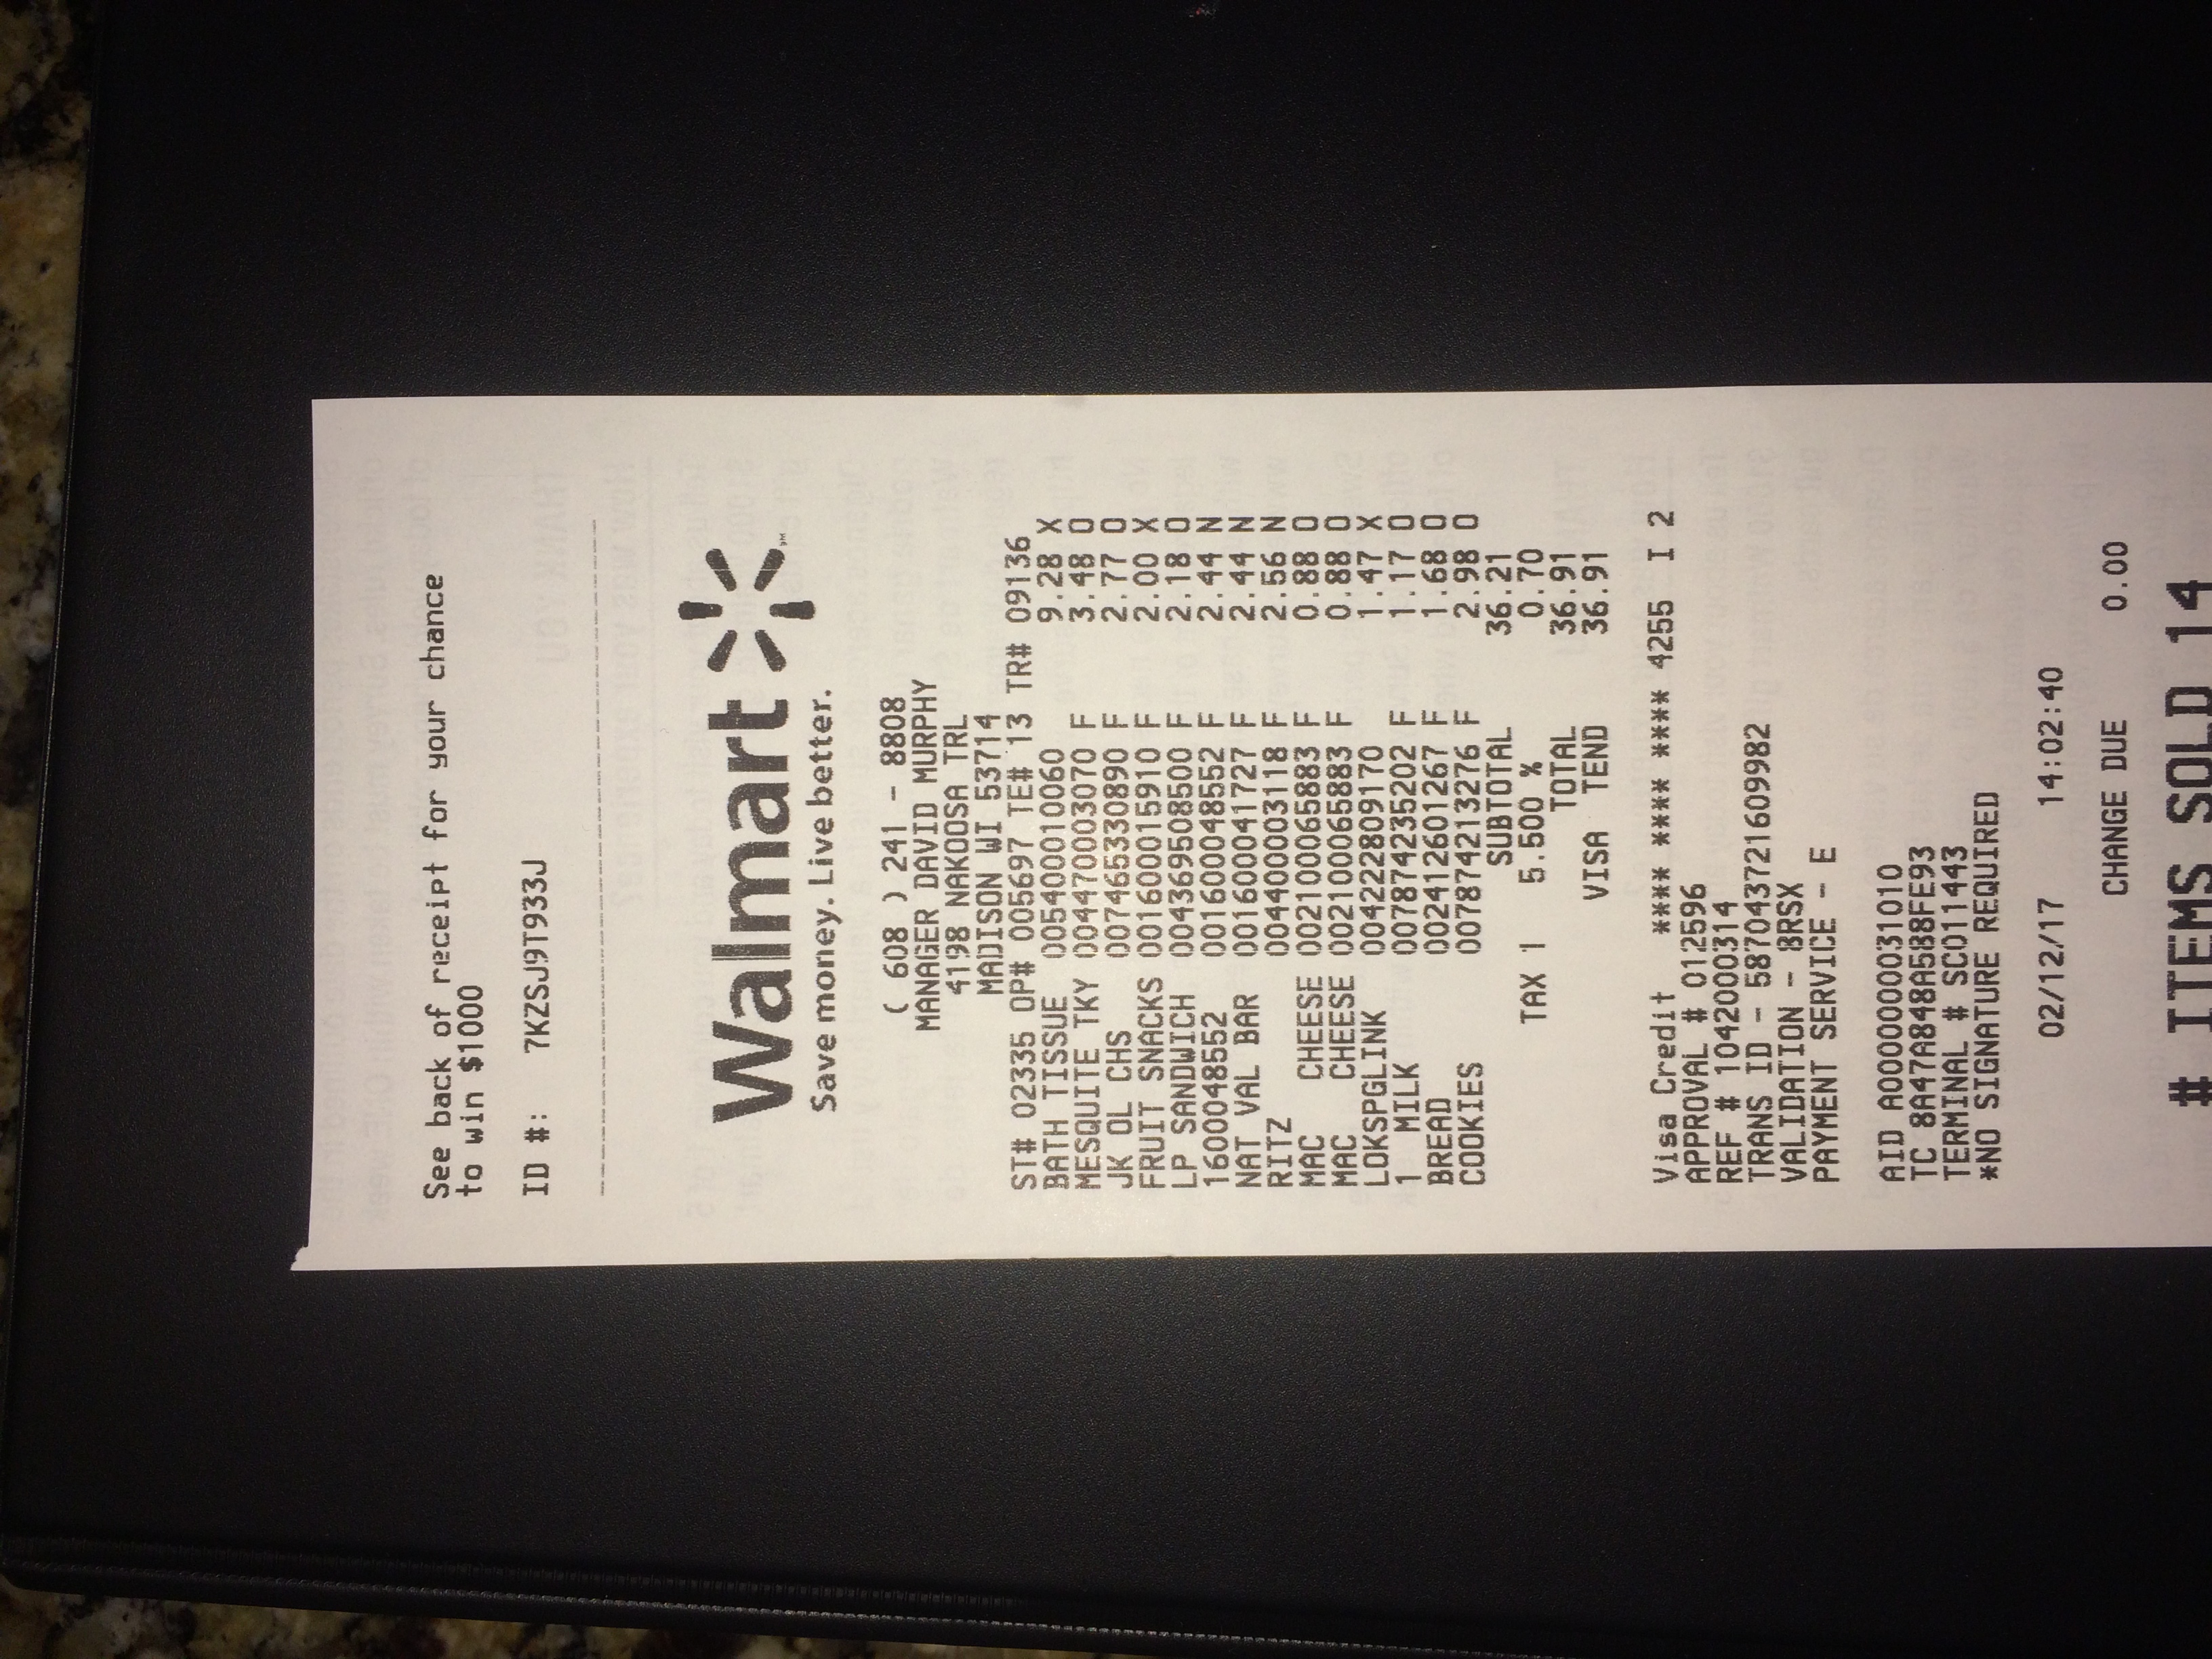 See back of receipt for your chance
to win $1000
ID #: 7KZSJ9T933J
Walmart
Save money. Live better.
( 608 ) 241 - 8808
MANAGER DAVID MURPHY
4198 NAKOOSA TRL
MADISON WI 53714
ST# 02335 OP# 005697 TE# 13 TR# 09136
BATH TISSUE 005400010060 9.28 X
MESQUITE TKY 004470003070 F 3.48 O
JK OL CHS 007465330890 F 2.77 O
FRUIT SNACKS 001600015910 F 2.00 X
LP SANDWICH 004369508500 F 2.18 O
1600048552 001600048552 F 2.44 N
NAT VAL BAR 001600041727 F 2.44 N
RITZ 004400003118 F 2.56 N
MAC CHEESE 002100065883 F 0.88 O
MAC CHEESE 002100065883 F 0.88 O
LOKSPGLINK 004222809170 1.47 X
1 MILK 007874235202 F 1.17 O
BREAD 002412601267 F 1.68 O
COOKIES 007874213276 F 2.98 O
SUBTOTAL 36.21
TAX 1 5.500 % 0.70
TOTAL 36.91
VISA TEND 36.91
Visa Credit **** **** **** 4255 I 2
APPROVAL # 012596
REF # 1042000314
TRANS ID - 587043721609982
VALIDATION - 8RSX
PAYMENT SERVICE - E
AID A0000000031010
TC 8A47A848A588FE93
TERMINAL # SC011443
*NO SIGNATURE REQUIRED
02/12/17 14:02:40
CHANGE DUE 0.00
# ITEMS SOLD 14